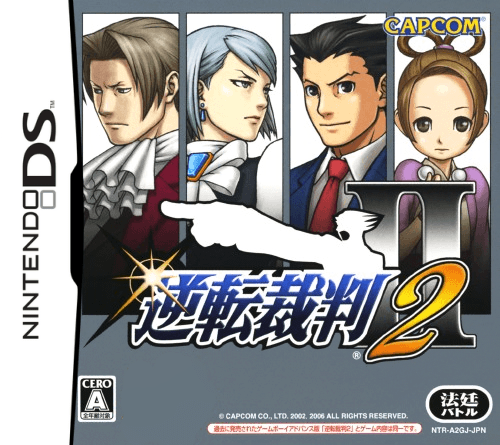 CAPCOM®
NINTENDO DS™
II
逆転裁判2
®
CERO
A
全年齢対象
© CAPCOM CO., LTD. 2002, 2006 ALL RIGHTS RESERVED.
過去に発売されたゲームボーイアドバンス版「逆転裁判2」とゲーム内容は同一です。
法廷
バトル
NTR-A2GJ-JPN